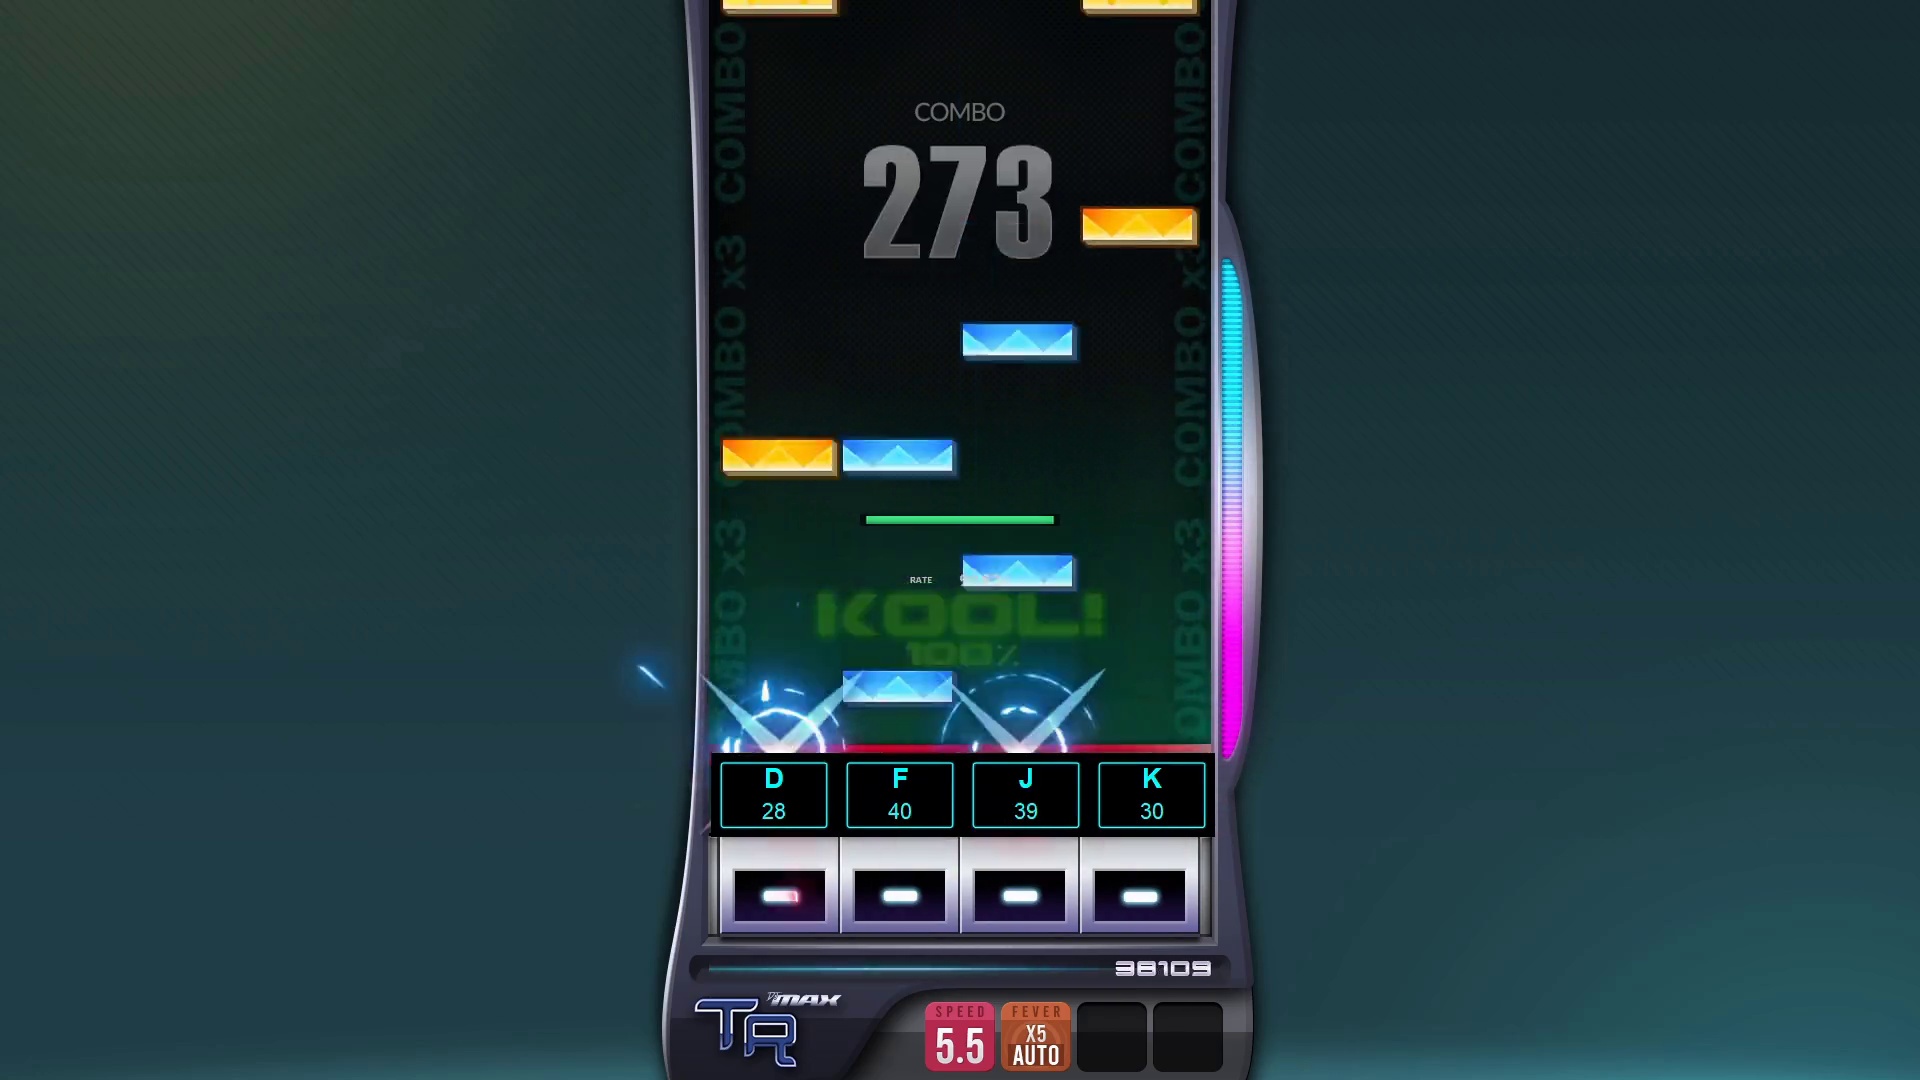 COMBO
273
COMBO
x3
COMBO
x3
COMBO
COMBO
x3
COMBO
x3
COMBO
RATE
KOOL!
100%
D F J K
28 40 39 30
38109
MAX
TR
SPEED FEVER
5.5 X5
AUTO